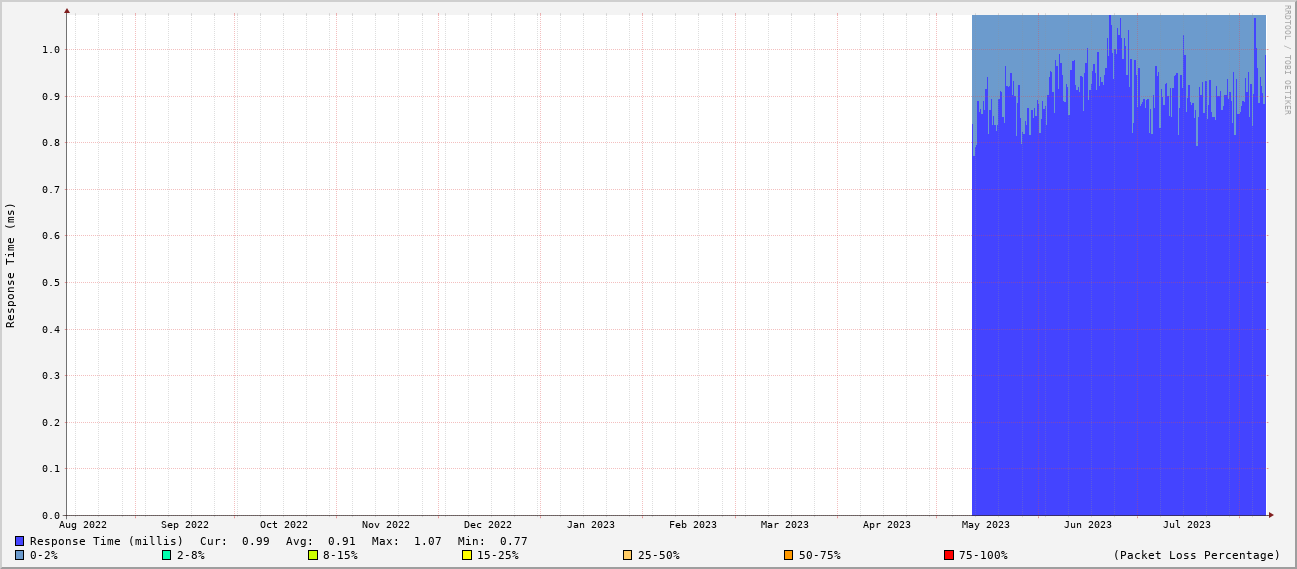 RRDTOOL / TOBI OETIKER
Response Time (ms)
1.0
0.9
0.8
0.7
0.6
0.5
0.4
0.3
0.2
0.1
0.0
Aug 2022 Sep 2022 Oct 2022 Nov 2022 Dec 2022 Jan 2023 Feb 2023 Mar 2023 Apr 2023 May 2023 Jun 2023 Jul 2023
Response Time (millis) Cur: 0.99 Avg: 0.91 Max: 1.07 Min: 0.77
0-2% 2-8% 8-15% 15-25% 25-50% 50-75% 75-100% (Packet Loss Percentage)